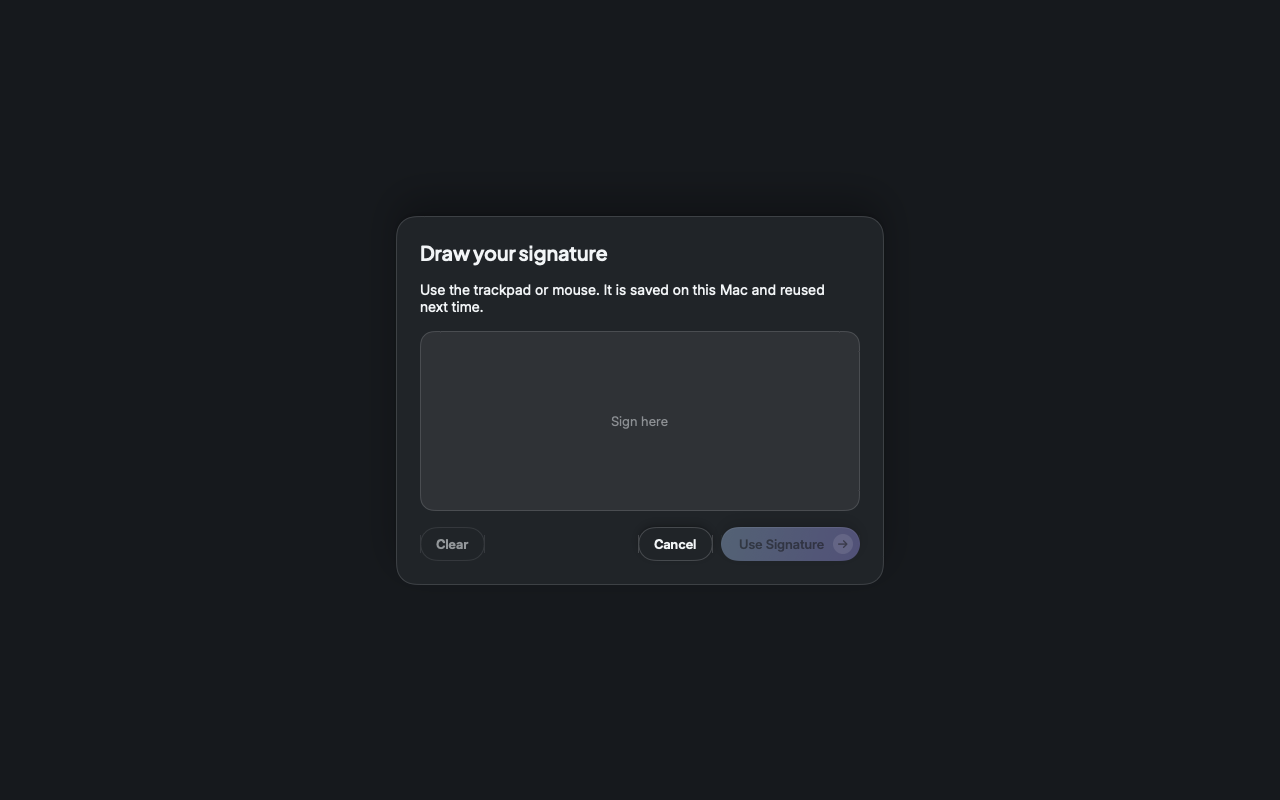 Draw your signature
Use the trackpad or mouse. It is saved on this Mac and reused
next time.
Sign here
Clear
Cancel
Use Signature